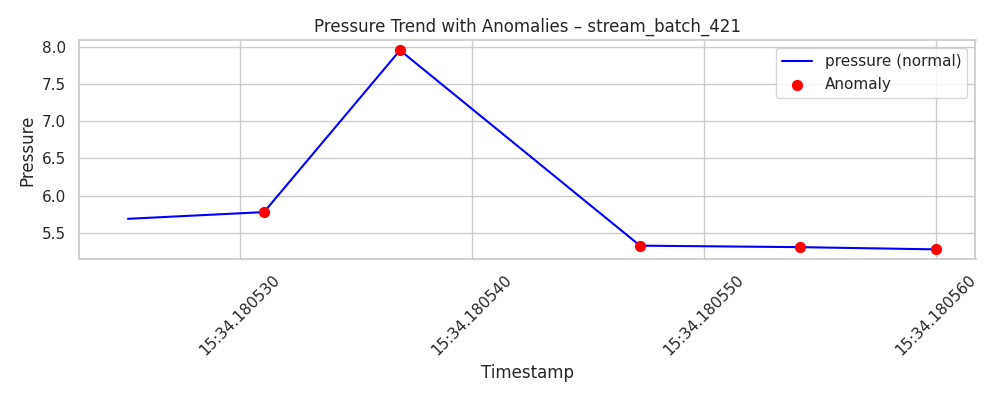 Pressure Trend with Anomalies – stream_batch_421
pressure (normal)
Anomaly
Pressure
8.0
7.5
7.0
6.5
6.0
5.5
15:34.180530
15:34.180540
15:34.180550
15:34.180560
Timestamp